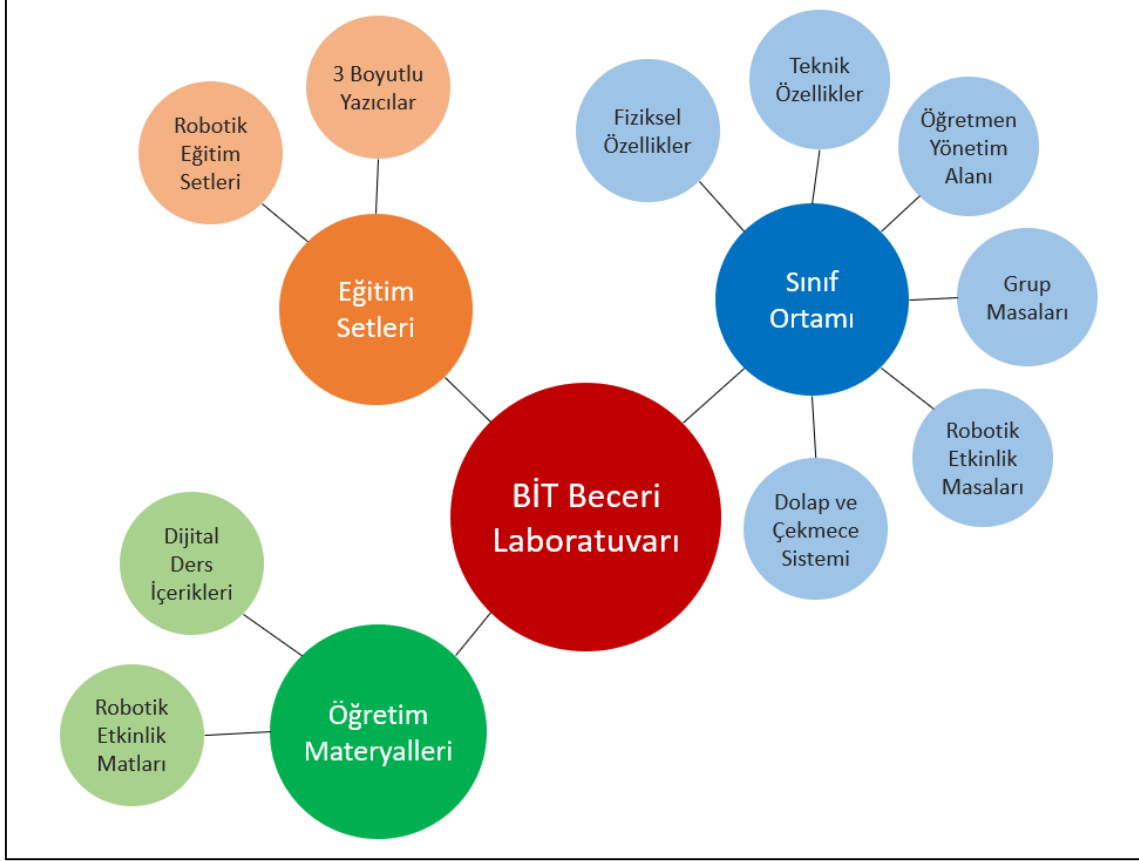 3 Boyutlu
Yazıcılar
Robotik
Eğitim
Setleri
Eğitim
Setleri
Fiziksel
Özellikler
Teknik
Özellikler
Öğretmen
Yönetim
Alanı
Sınıf
Ortamı
Grup
Masaları
Robotik
Etkinlik
Masaları
Dolap ve
Çekmece
Sistemi
BİT Beceri
Laboratuvarı
Dijital
Ders
İçerikleri
Robotik
Etkinlik
Matları
Öğretim
Materyalleri